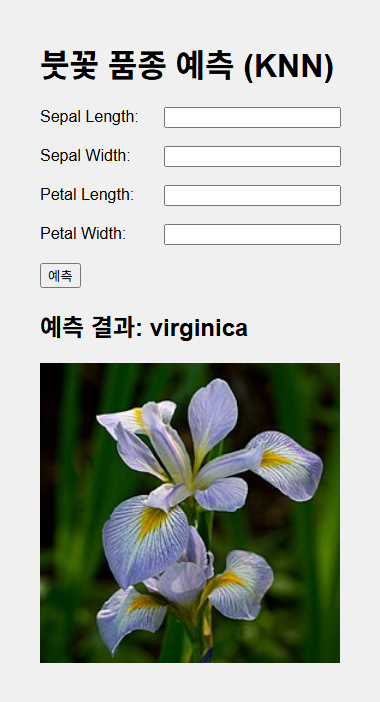 붓꽃 품종 예측 (KNN)
Sepal Length:
Sepal Width:
Petal Length:
Petal Width:
예측
예측 결과: virginica